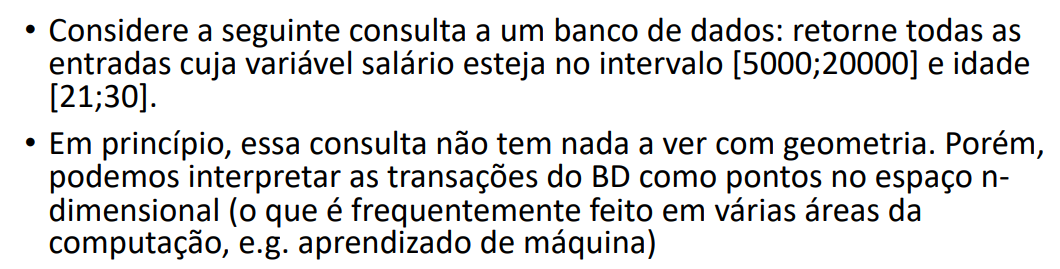 • Considere a seguinte consulta a um banco de dados: retorne todas as
entradas cuja variável salário esteja no intervalo [5000;20000] e idade
[21;30].
• Em princípio, essa consulta não tem nada a ver com geometria. Porém,
podemos interpretar as transações do BD como pontos no espaço n-
dimensional (o que é frequentemente feito em várias áreas da
computação, e.g. aprendizado de máquina)